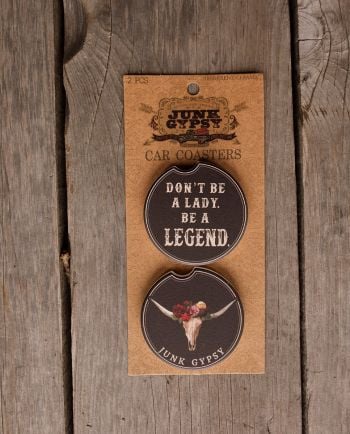 2 PCS
JUNK
GYPSY
CAR COASTERS
DON'T BE
A LADY.
BE A
LEGEND.
JUNK GYPSY